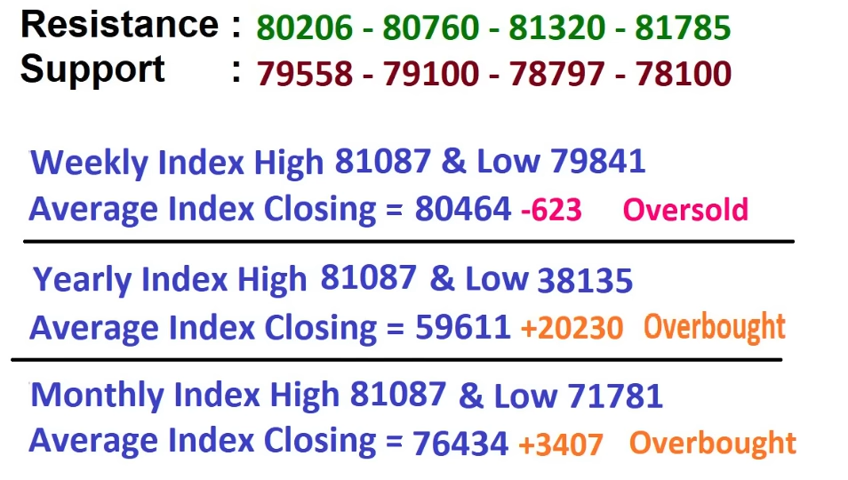 Resistance : 80206 - 80760 - 81320 - 81785
Support : 79558 - 79100 - 78797 - 78100
Weekly Index High 81087 & Low 79841
Average Index Closing = 80464 -623 Oversold
Yearly Index High 81087 & Low 38135
Average Index Closing = 59611 +20230 Overbought
Monthly Index High 81087 & Low 71781
Average Index Closing = 76434 +3407 Overbought